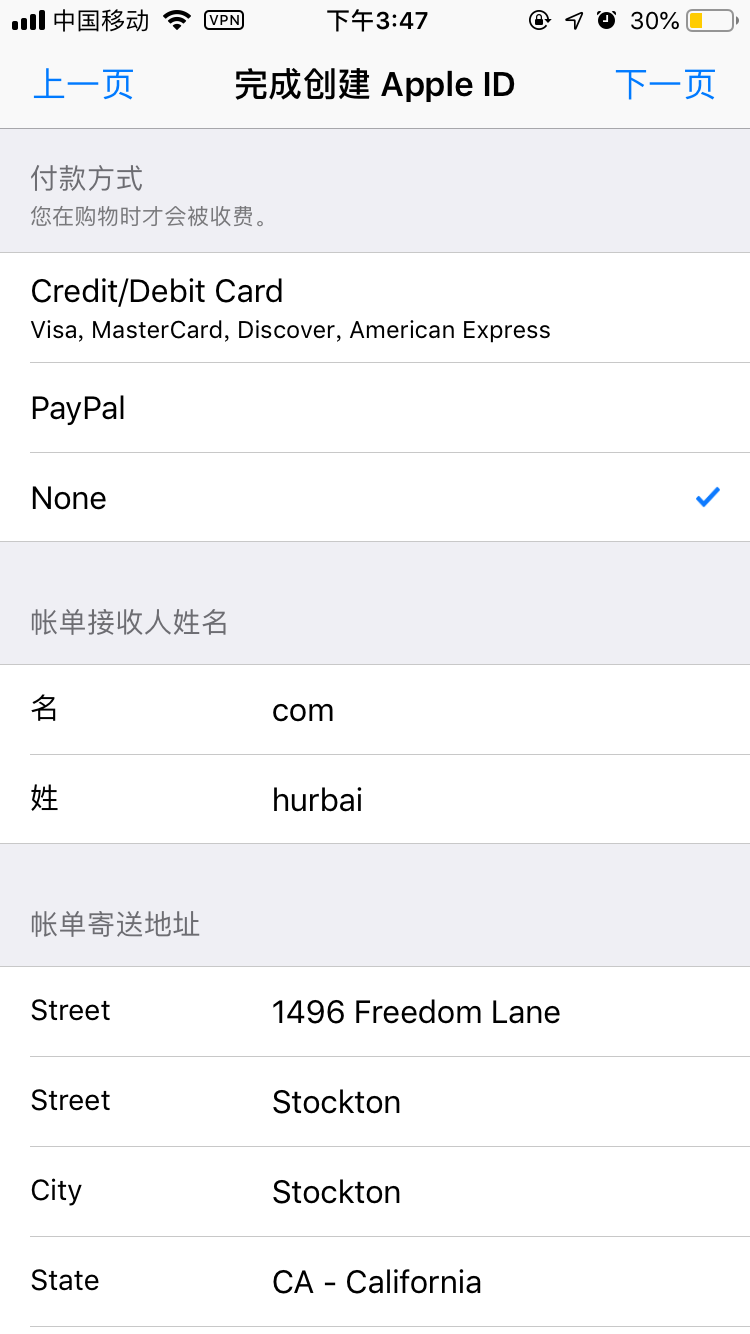 中国移动 VPN 下午3:47 30%
上一页 完成创建 Apple ID 下一页
付款方式
您在购物时才会被收费。
Credit/Debit Card
Visa, MasterCard, Discover, American Express
PayPal
None
帐单接收人姓名
名 com
姓 hurbai
帐单寄送地址
Street 1496 Freedom Lane
Street Stockton
City Stockton
State CA - California